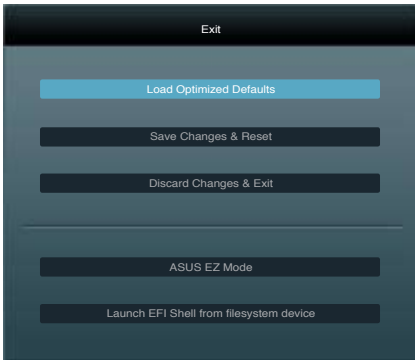 Exit
Load Optimized Defaults
Save Changes & Reset
Discard Changes & Exit
ASUS EZ Mode
Launch EFI Shell from filesystem device